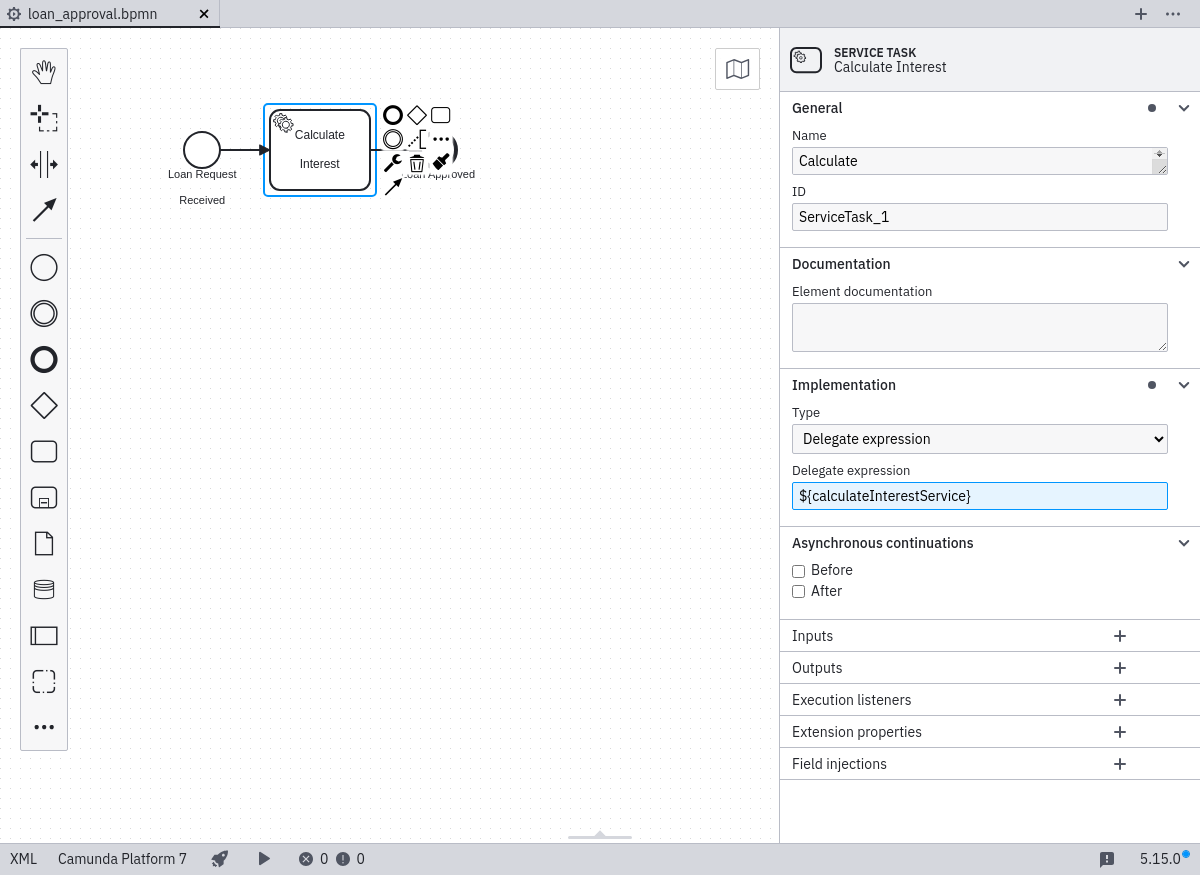 loan_approval.bpmn
SERVICE TASK
Calculate Interest
General
Name
Calculate
ID
ServiceTask_1
Documentation
Element documentation
Implementation
Type
Delegate expression
Delegate expression
${calculateInterestService}
Asynchronous continuations
Before
After
Inputs
Outputs
Execution listeners
Extension properties
Field injections
Calculate
Interest
Loan Request
Received
Loan Approved
XML
Camunda Platform 7
0
0
5.15.0